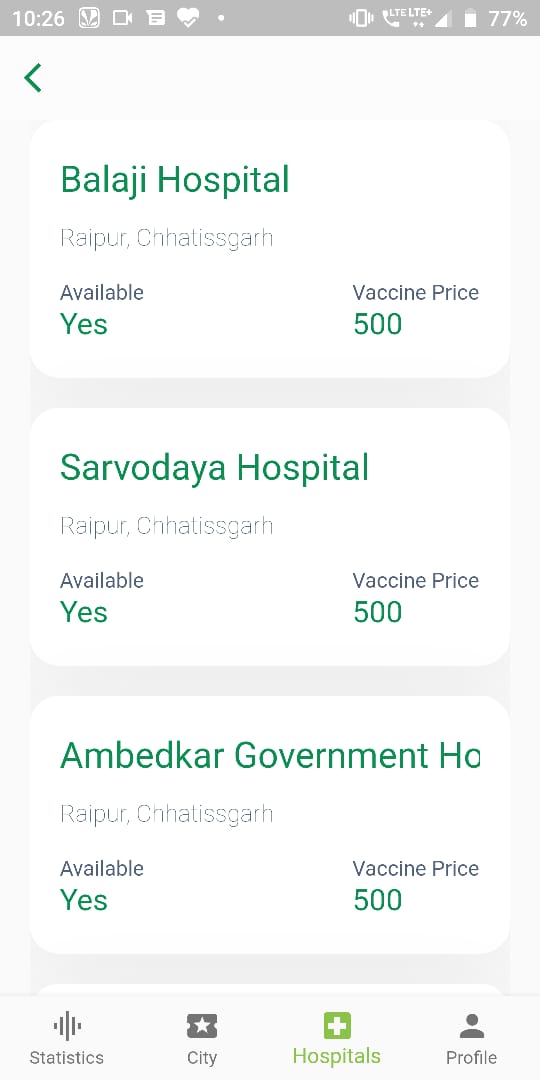 10:26 LTE LTE+ 77%
Balaji Hospital
Raipur, Chhatissgarh
Available Vaccine Price
Yes 500
Sarvodaya Hospital
Raipur, Chhatissgarh
Available Vaccine Price
Yes 500
Ambedkar Government Ho
Raipur, Chhatissgarh
Available Vaccine Price
Yes 500
Statistics City Hospitals Profile